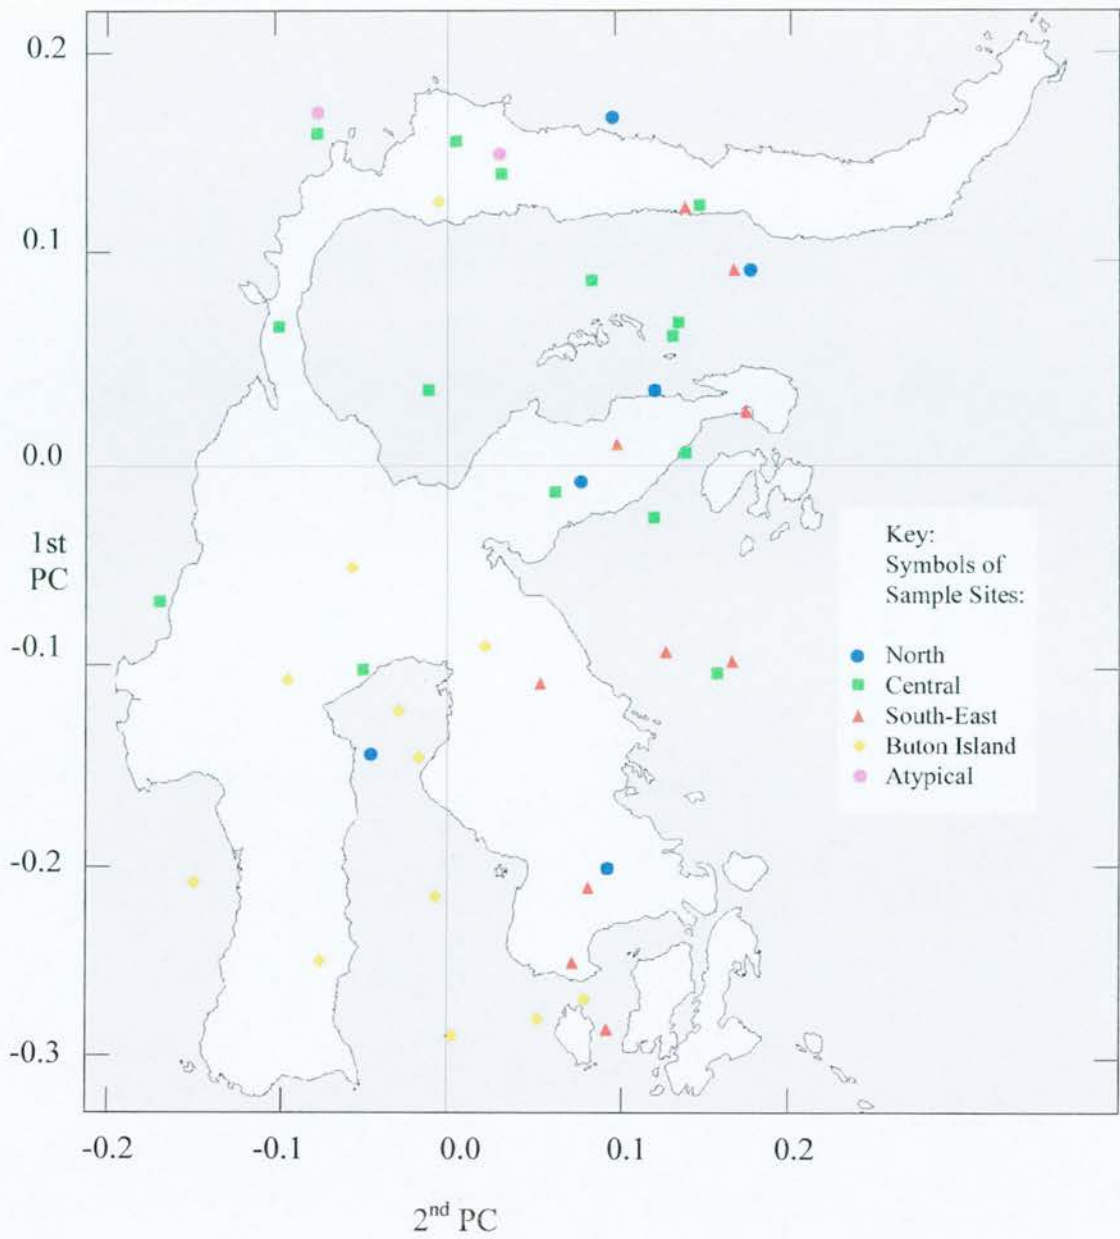 0.2
0.1
0.0
1st
PC
-0.1
-0.2
-0.3
Key:
Symbols of
Sample Sites:
North
Central
South-East
Buton Island
Atypical
-0.2 -0.1 0.0 0.1 0.2
2nd PC